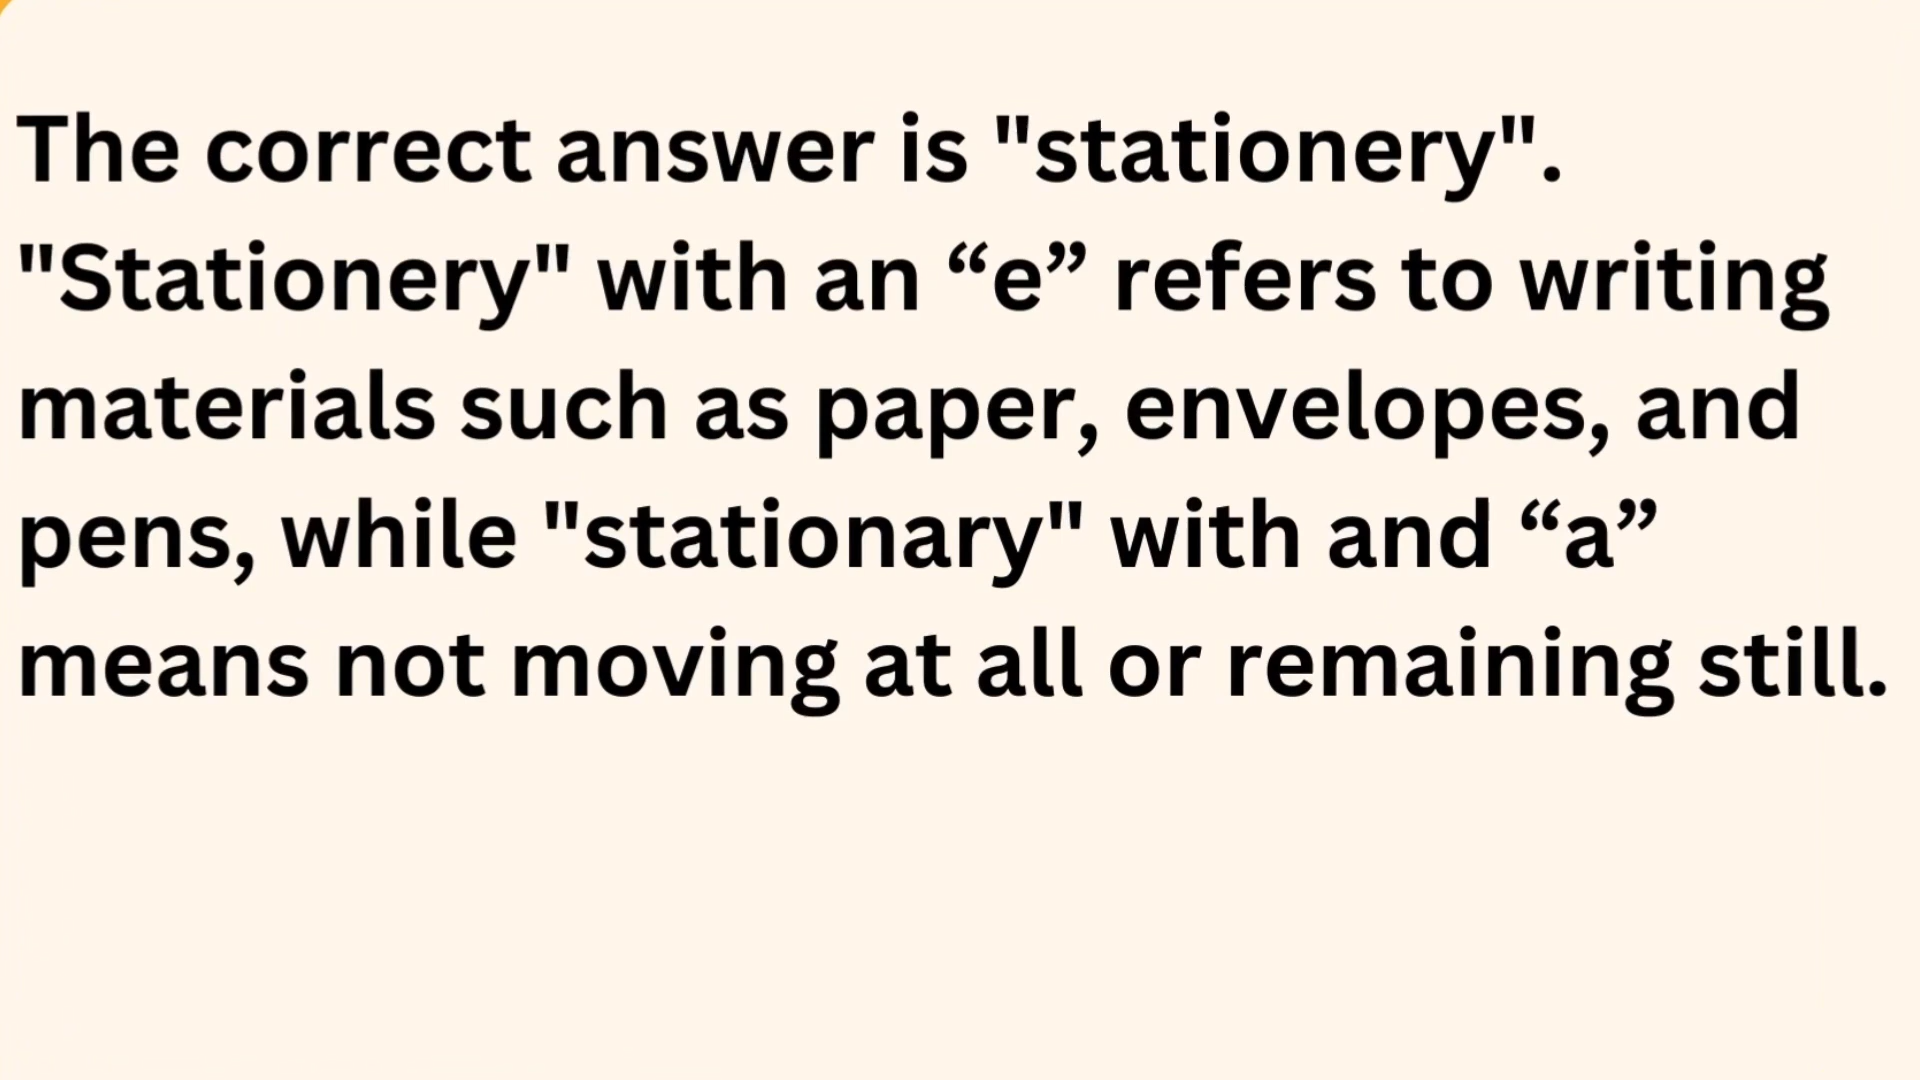 The correct answer is "stationery".
"Stationery" with an “e” refers to writing
materials such as paper, envelopes, and
pens, while "stationary" with and “a”
means not moving at all or remaining still.